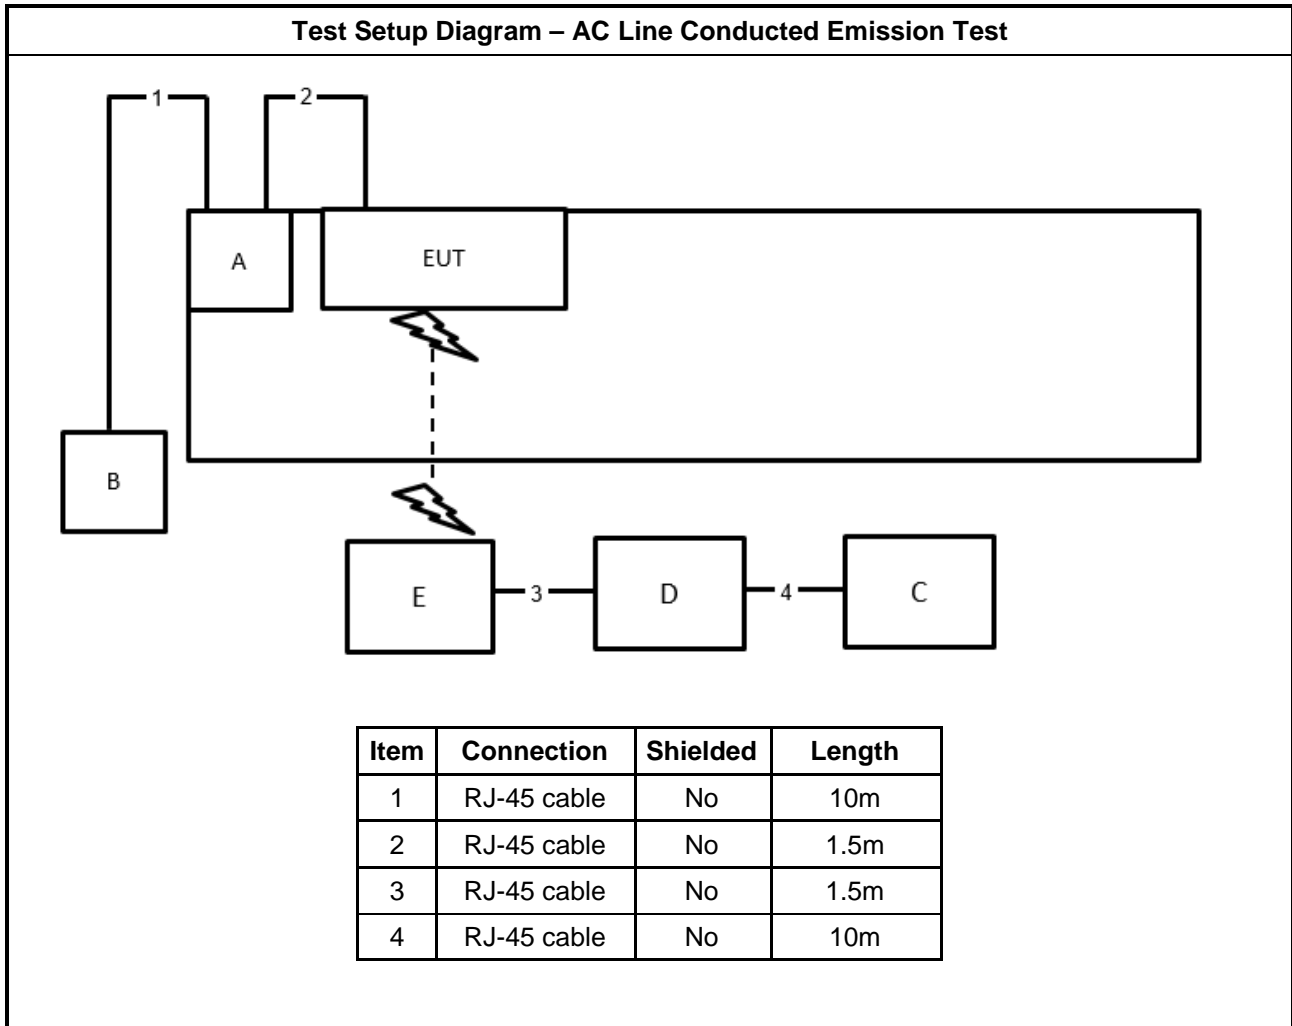 Test Setup Diagram – AC Line Conducted Emission Test
1
2
A
EUT
B
E
3
D
4
C
Item Connection Shielded Length
1 RJ-45 cable No 10m
2 RJ-45 cable No 1.5m
3 RJ-45 cable No 1.5m
4 RJ-45 cable No 10m